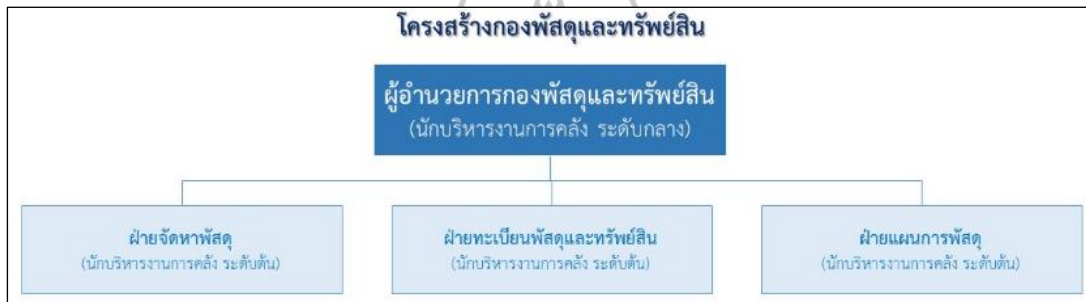 โครงสร้างกองพัสดุและทรัพย์สิน
ผู้อำนวยการกองพัสดุและทรัพย์สิน
(นักบริหารงานการคลัง ระดับกลาง)
ฝ่ายจัดหาพัสดุ
(นักบริหารงานการคลัง ระดับต้น)
ฝ่ายทะเบียนพัสดุและทรัพย์สิน
(นักบริหารงานการคลัง ระดับต้น)
ฝ่ายแผนการพัสดุ
(นักบริหารงานการคลัง ระดับต้น)